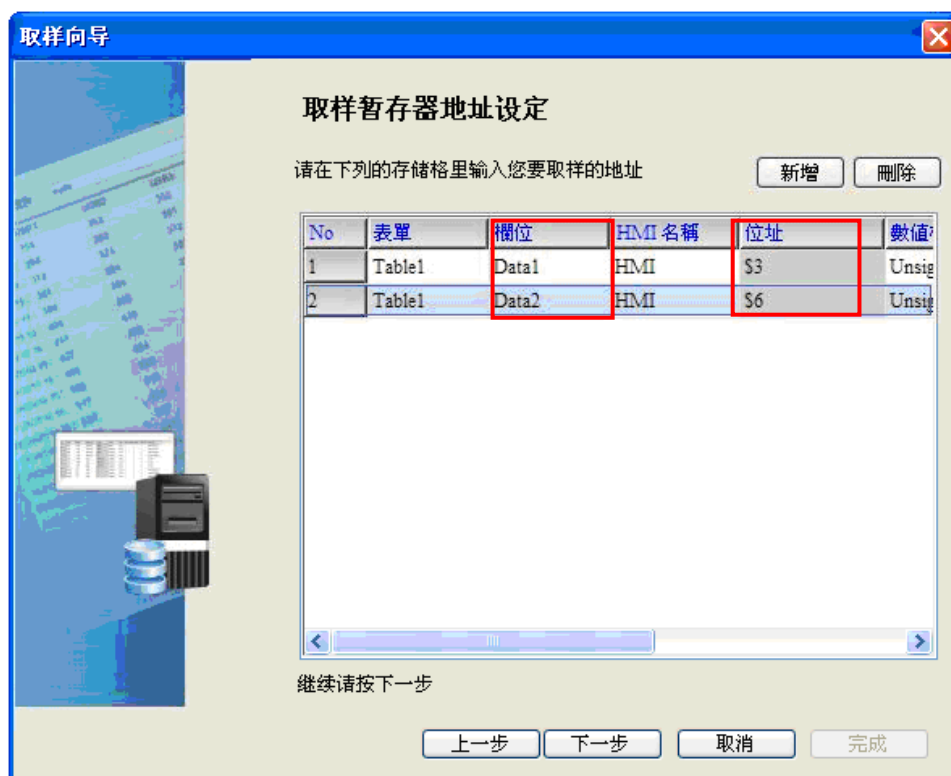 取样向导
取样暂存器地址设定
请在下列的存储格里输入您要取样的地址 新增 刪除
No 表單 欄位 HMI 名稱 位址 數值
1 Table1 Data1 HMI $3 Unsig
2 Table1 Data2 HMI $6 Unsig
继续请按下一步
上一步 下一步 取消 完成